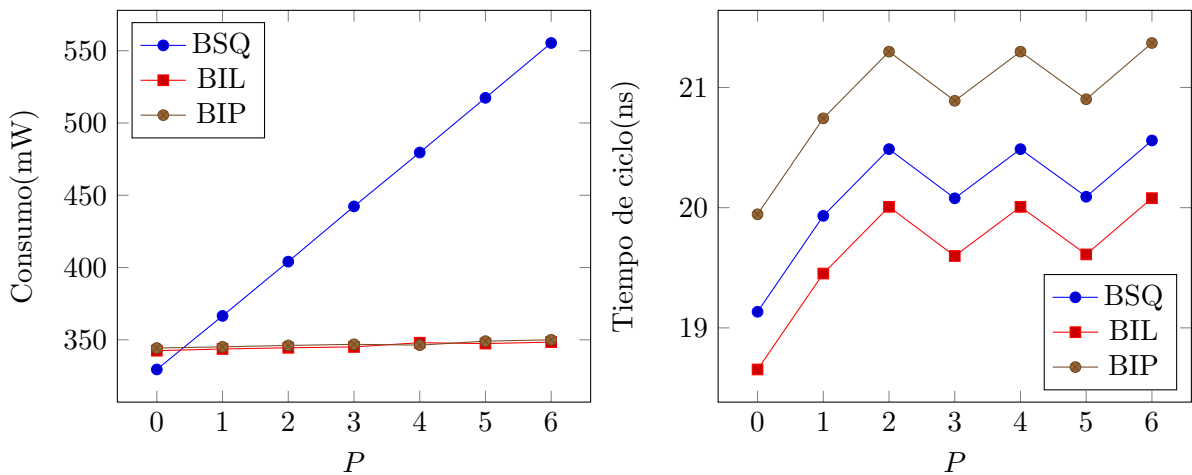 Consumo(mW)
550
500
450
400
350
0 1 2 3 4 5 6
P
BSQ
BIL
BIP
Tiempo de ciclo(ns)
21
20
19
0 1 2 3 4 5 6
P
BSQ
BIL
BIP